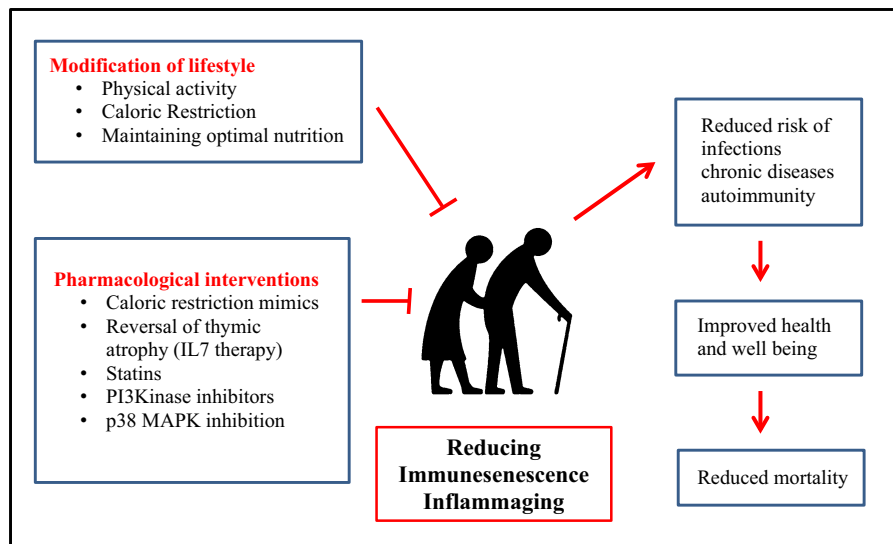 Modification of lifestyle
• Physical activity
• Caloric Restriction
• Maintaining optimal nutrition
Pharmacological interventions
• Caloric restriction mimics
• Reversal of thymic
atrophy (IL7 therapy)
• Statins
• PI3Kinase inhibitors
• p38 MAPK inhibition
Reducing
Immunesenescence
Inflammaging
Reduced risk of
infections
chronic diseases
autoimmunity
Improved health
and well being
Reduced mortality